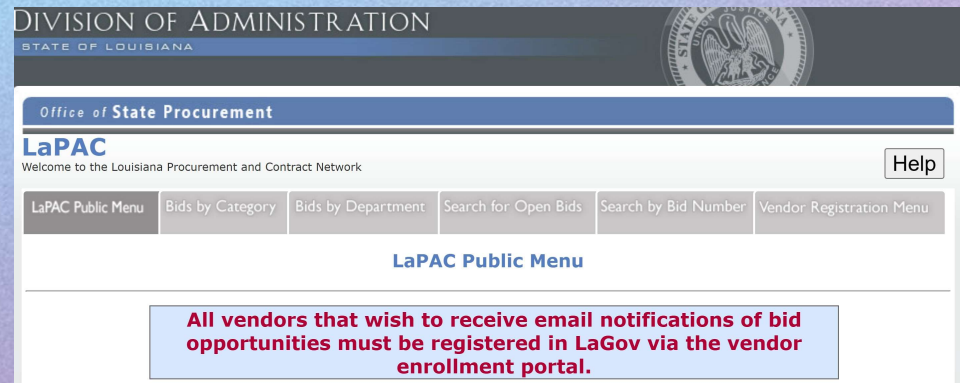 DIVISION OF ADMINISTRATION
STATE OF LOUISIANA
Office of State Procurement
LaPAC
Welcome to the Louisiana Procurement and Contract Network
Help
LaPAC Public Menu Bids by Category Bids by Department Search for Open Bids Search by Bid Number Vendor Registration Menu
LaPAC Public Menu
All vendors that wish to receive email notifications of bid
opportunities must be registered in LaGov via the vendor
enrollment portal.